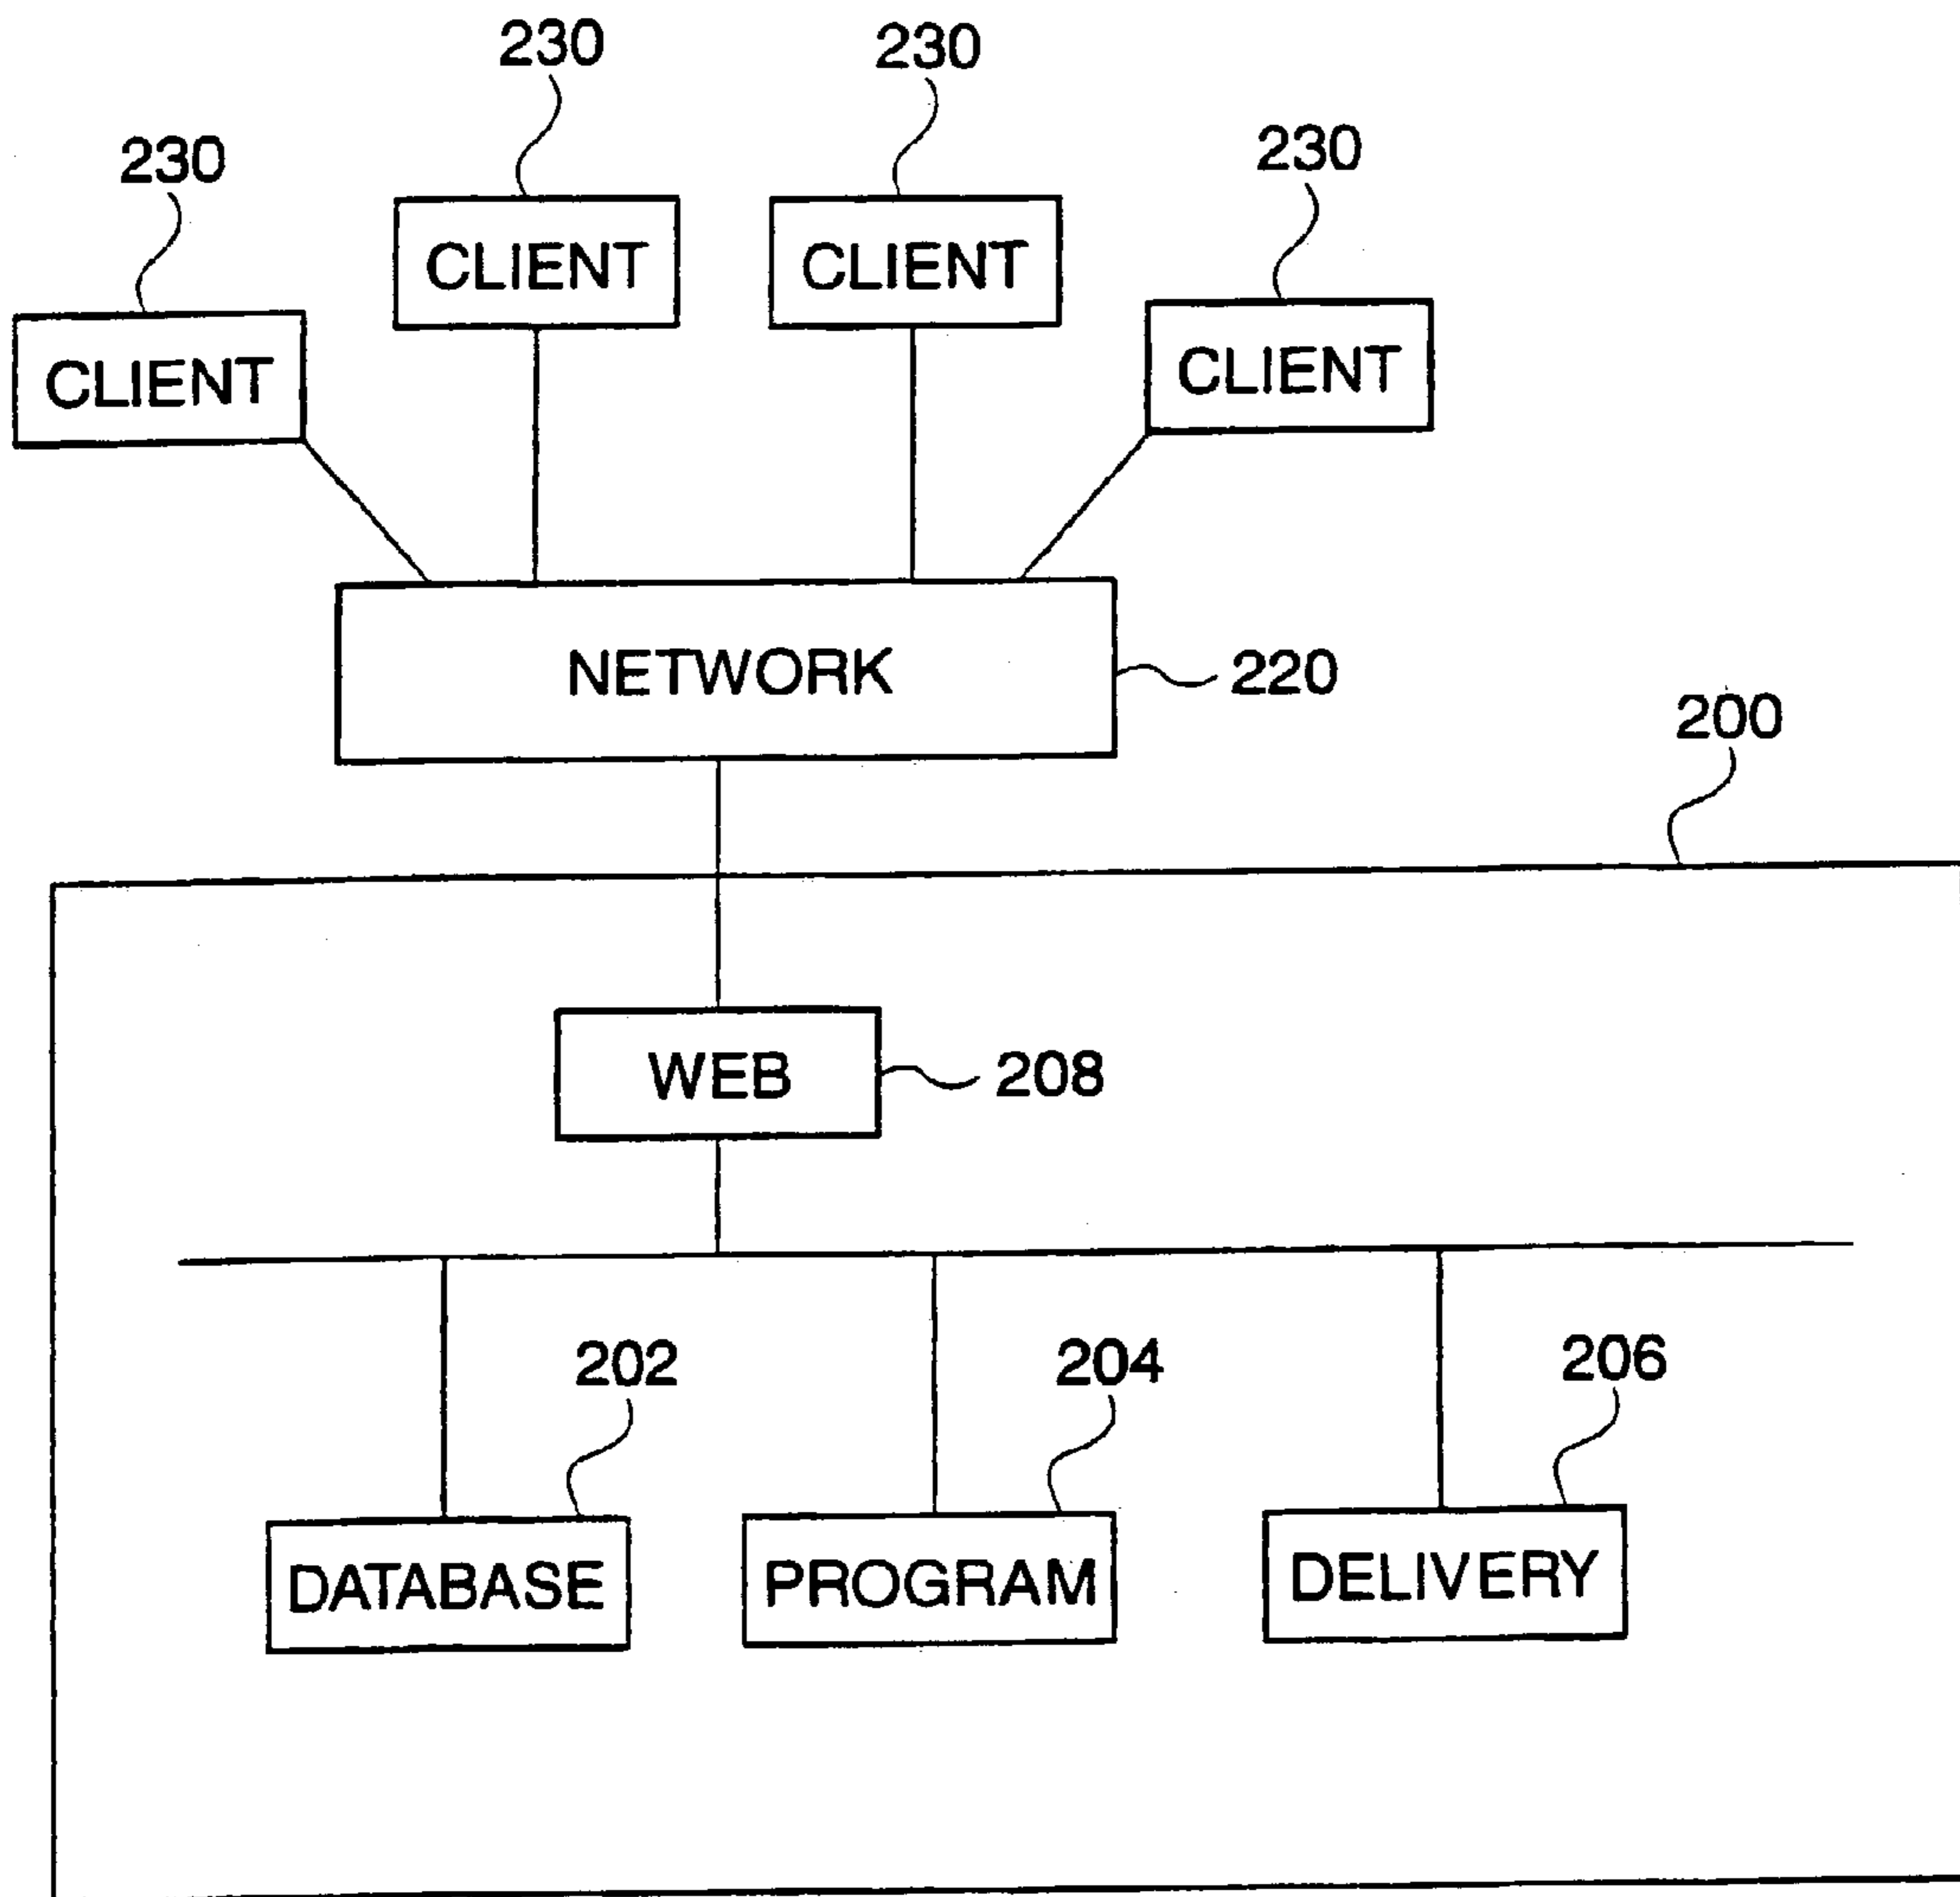 230
230
230
230
CLIENT
CLIENT
CLIENT
CLIENT
NETWORK
220
200
WEB
208
202
204
206
DATABASE
PROGRAM
DELIVERY